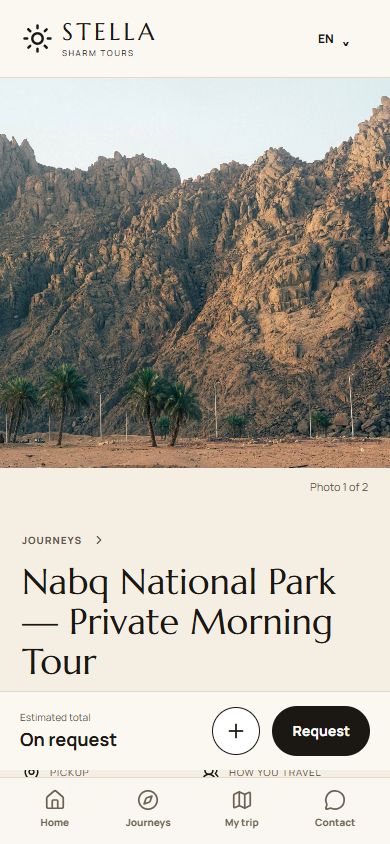 STELLA
SHARM TOURS
EN
Photo 1 of 2
JOURNEYS
Nabq National Park
— Private Morning
Tour
Estimated total
On request
Request
PICKUP
HOW YOU TRAVEL
Home
Journeys
My trip
Contact